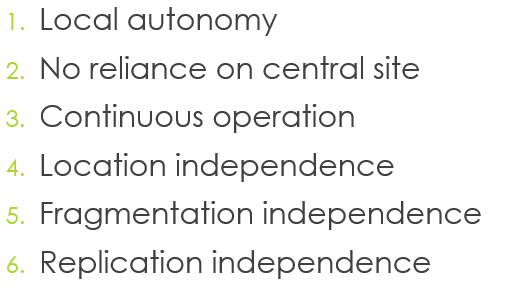 1. Local autonomy
2. No reliance on central site
3. Continuous operation
4. Location independence
5. Fragmentation independence
6. Replication independence